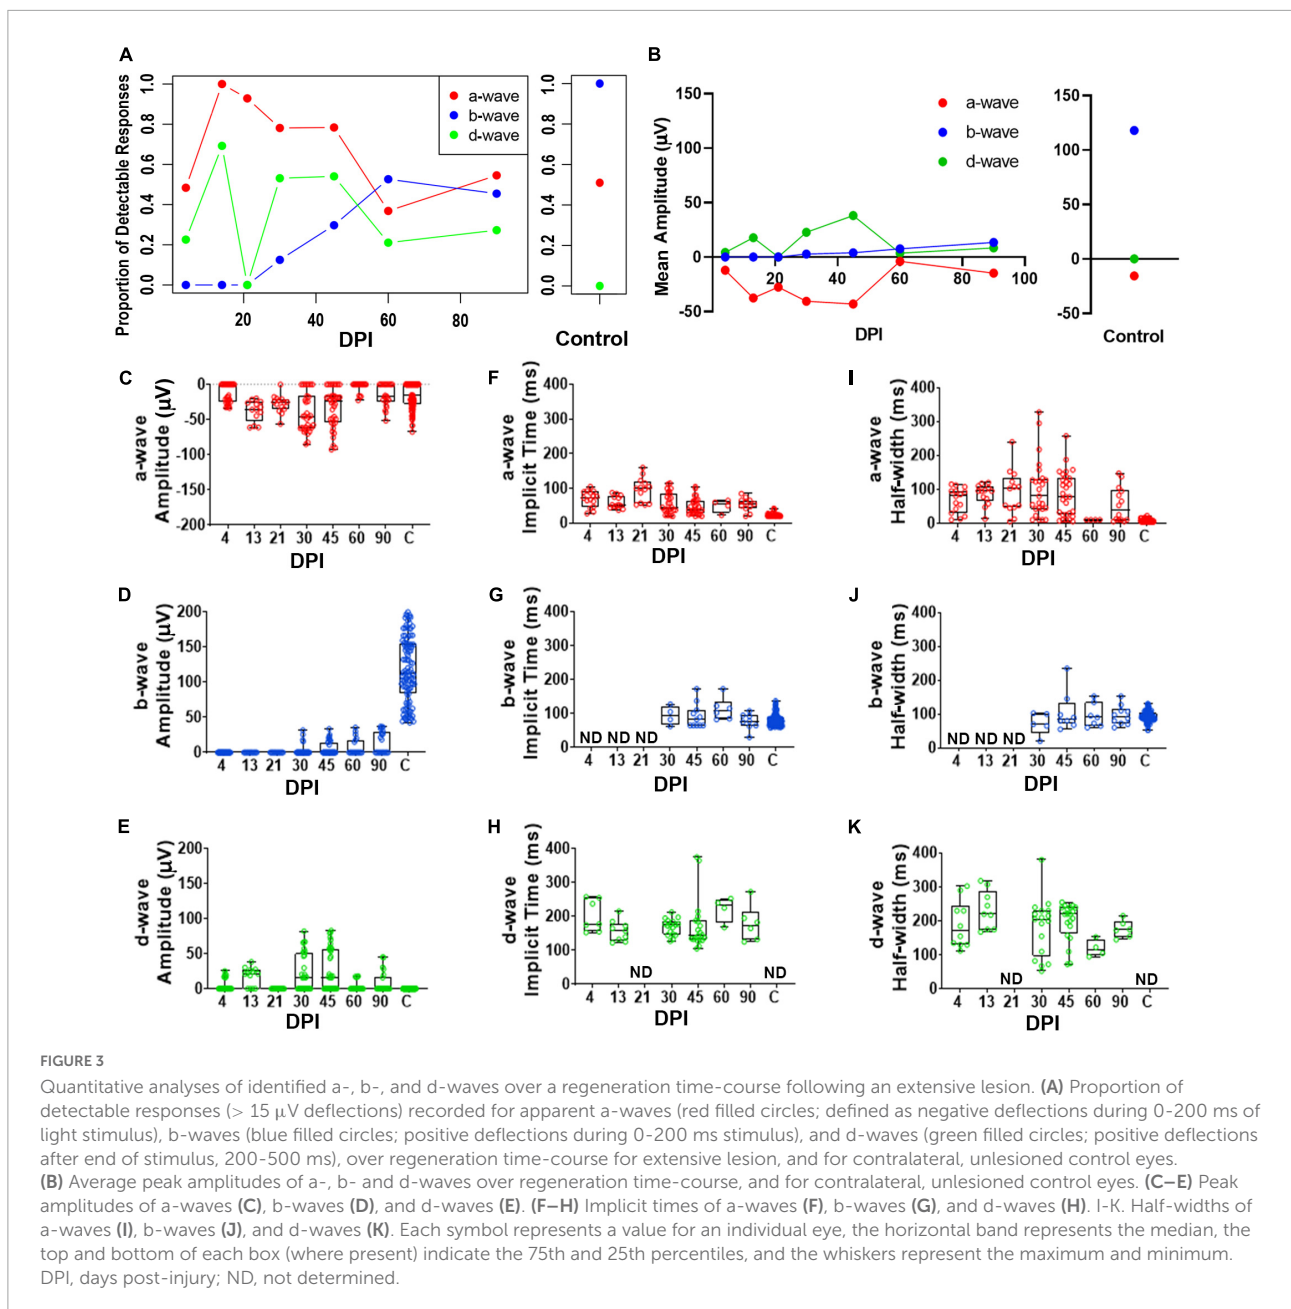 A
Proportion of Detectable Responses
0.0 0.2 0.4 0.6 0.8 1.0
20 40 60 80
DPI
a-wave
b-wave
d-wave
0.0 0.2 0.4 0.6 0.8 1.0
Control
B
Mean Amplitude (µV)
150
100
50
0
-50
20 40 60 80 100
DPI
a-wave
b-wave
d-wave
150
100
50
0
-50
Control
C
a-wave
Amplitude (µV)
0
-50
-100
-150
-200
4 13 21 30 45 60 90 C
DPI
F
a-wave
Implicit Time (ms)
400
300
200
100
0
4 13 21 30 45 60 90 C
DPI
I
a-wave
Half-width (ms)
400
300
200
100
0
4 13 21 30 45 60 90 C
DPI
D
b-wave
Amplitude (µV)
200
150
100
50
0
4 13 21 30 45 60 90 C
DPI
G
b-wave
Implicit Time (ms)
400
300
200
100
0
ND ND ND
4 13 21 30 45 60 90 C
DPI
J
b-wave
Half-width (ms)
400
300
200
100
0
ND ND ND
4 13 21 30 45 60 90 C
DPI
E
d-wave
Amplitude (µV)
200
150
100
50
0
4 13 21 30 45 60 90 C
DPI
H
d-wave
Implicit Time (ms)
400
300
200
100
0
ND ND
4 13 21 30 45 60 90 C
DPI
K
d-wave
Half-width (ms)
400
300
200
100
0
ND ND
4 13 21 30 45 60 90 C
DPI
FIGURE 3
Quantitative analyses of identified a-, b-, and d-waves over a regeneration time-course following an extensive lesion. (A) Proportion of
detectable responses (> 15 µV deflections) recorded for apparent a-waves (red filled circles; defined as negative deflections during 0-200 ms of
light stimulus), b-waves (blue filled circles; positive deflections during 0-200 ms stimulus), and d-waves (green filled circles; positive deflections
after end of stimulus, 200-500 ms), over regeneration time-course for extensive lesion, and for contralateral, unlesioned control eyes.
(B) Average peak amplitudes of a-, b- and d-waves over regeneration time-course, and for contralateral, unlesioned control eyes. (C–E) Peak
amplitudes of a-waves (C), b-waves (D), and d-waves (E). (F–H) Implicit times of a-waves (F), b-waves (G), and d-waves (H). I-K. Half-widths of
a-waves (I), b-waves (J), and d-waves (K). Each symbol represents a value for an individual eye, the horizontal band represents the median, the
top and bottom of each box (where present) indicate the 75th and 25th percentiles, and the whiskers represent the maximum and minimum.
DPI, days post-injury; ND, not determined.